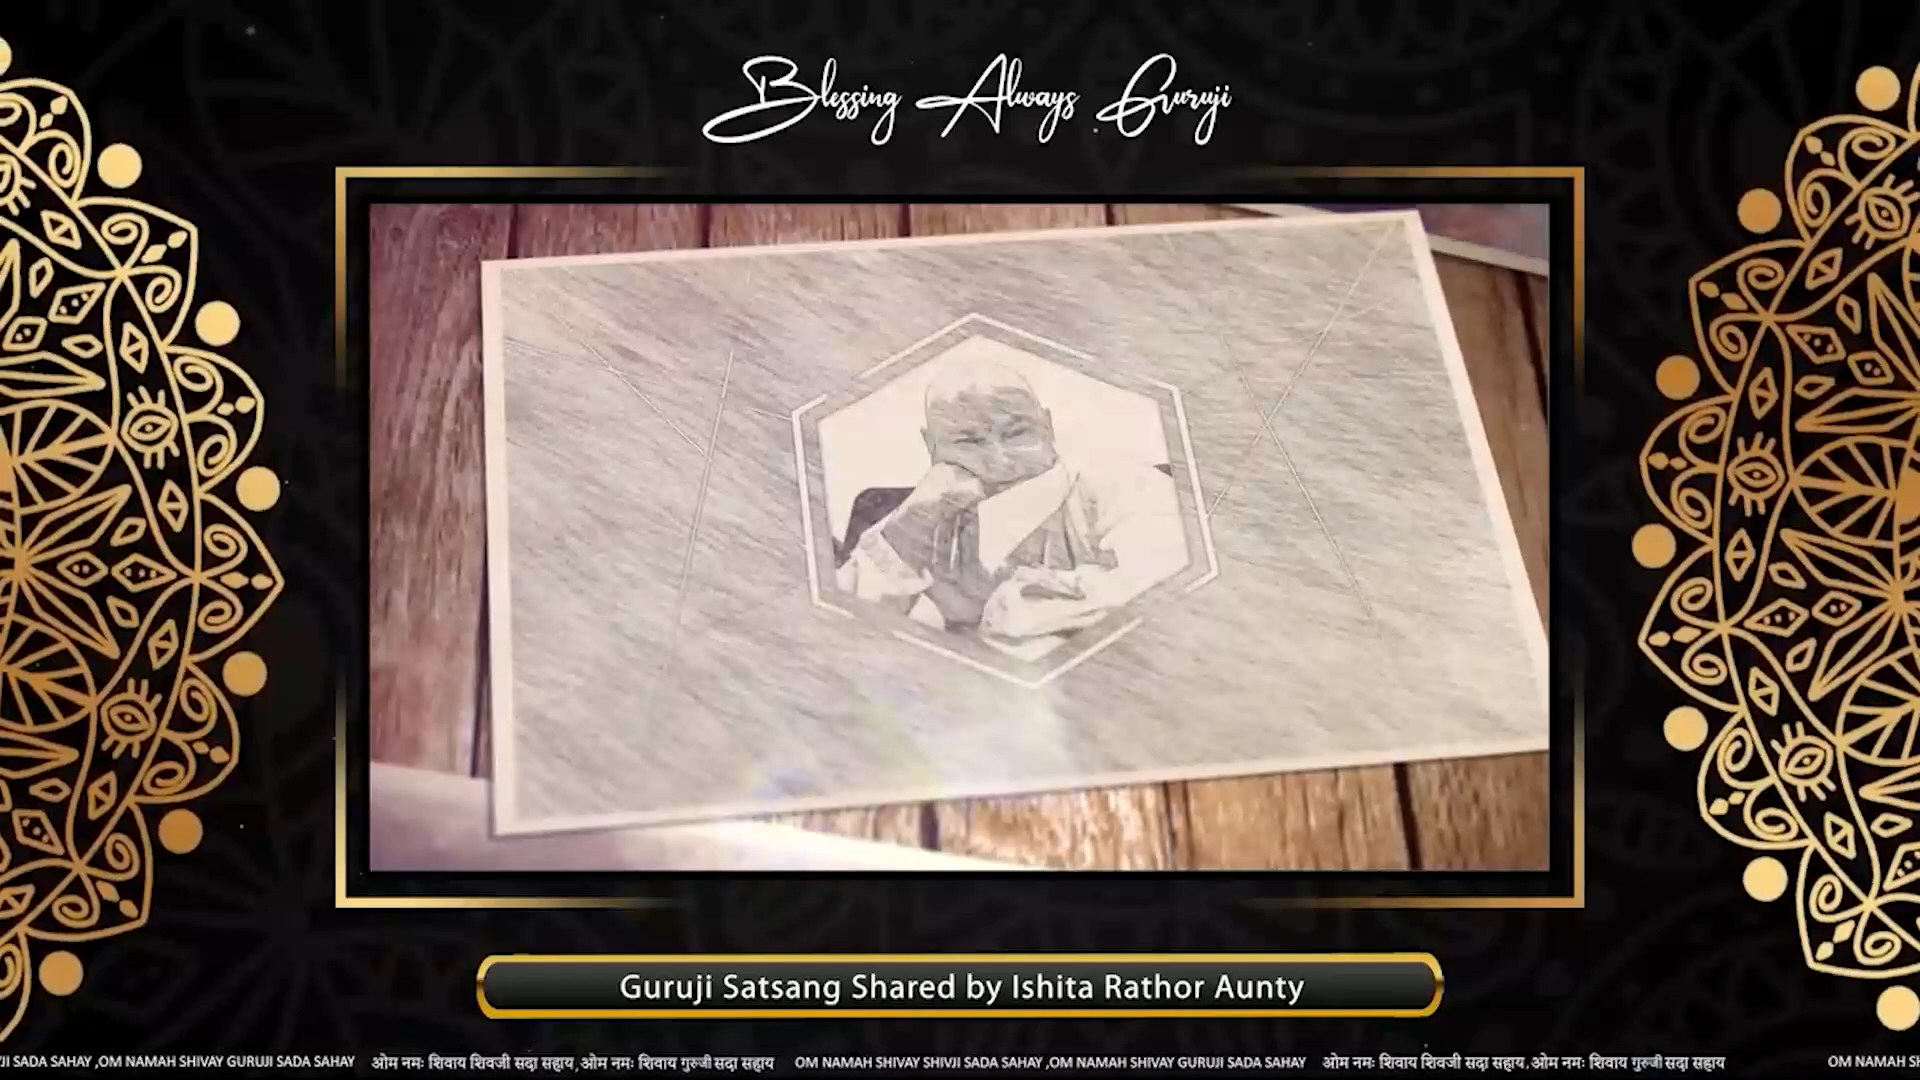 Blessing Always Guruji
Guruji Satsang Shared by Ishita Rathor Aunty
JI SADA SAHAY ,OM NAMAH SHIVAY GURUJI SADA SAHAY ओम नमः शिवाय शिवजी सदा सहाय, ओम नमः शिवाय गुरुजी सदा सहाय OM NAMAH SHIVAY SHIVJI SADA SAHAY ,OM NAMAH SHIVAY GURUJI SADA SAHAY ओम नमः शिवाय शिवजी सदा सहाय, ओम नमः शिवाय गुरुजी सदा सहाय OM NAMAH SH